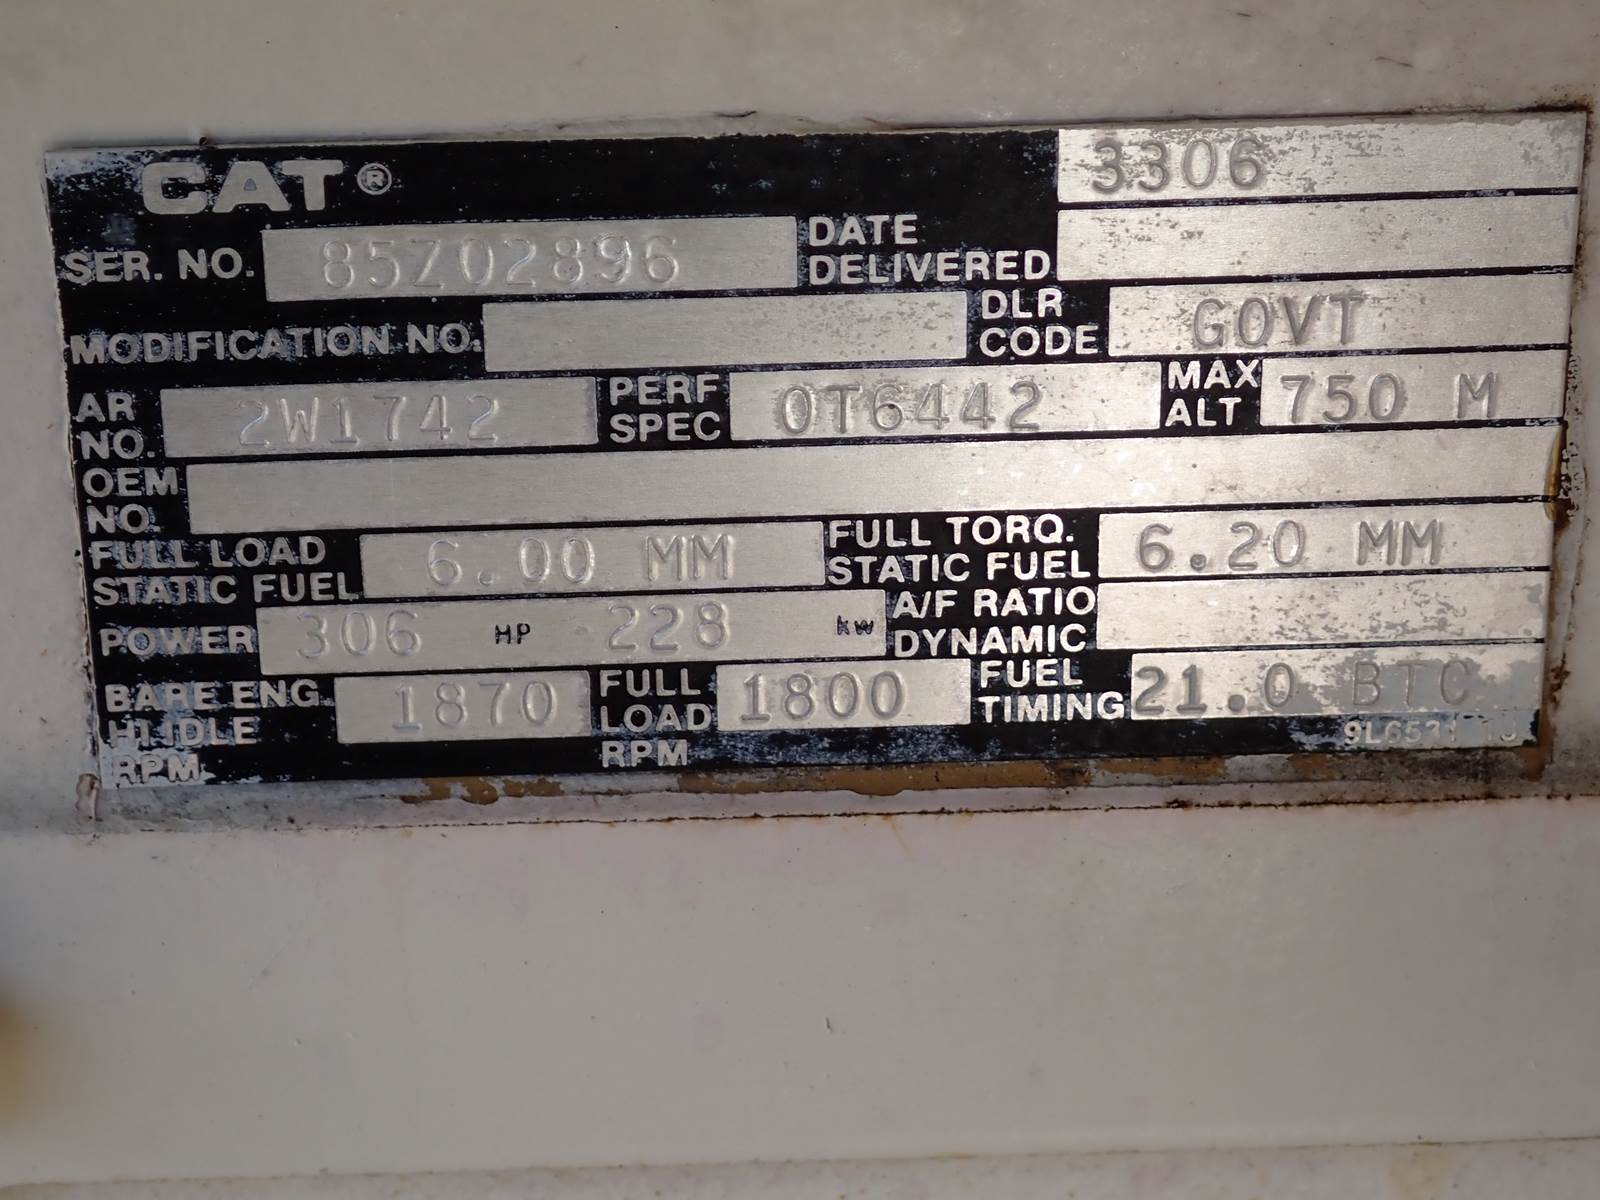 CAT® 3306
SER. NO. 85Z02896 DATE DELIVERED
MODIFICATION NO. DLR CODE GOVT
AR NO. 2W1742 PERF SPEC 0T6442 MAX ALT 750 M
OEM NO.
FULL LOAD STATIC FUEL 6.00 MM FULL TORQ. STATIC FUEL 6.20 MM
POWER 306 HP 228 kW A/F RATIO DYNAMIC
BARE ENG. HI IDLE RPM 1870 FULL LOAD RPM 1800 FUEL TIMING 21.0 BTC